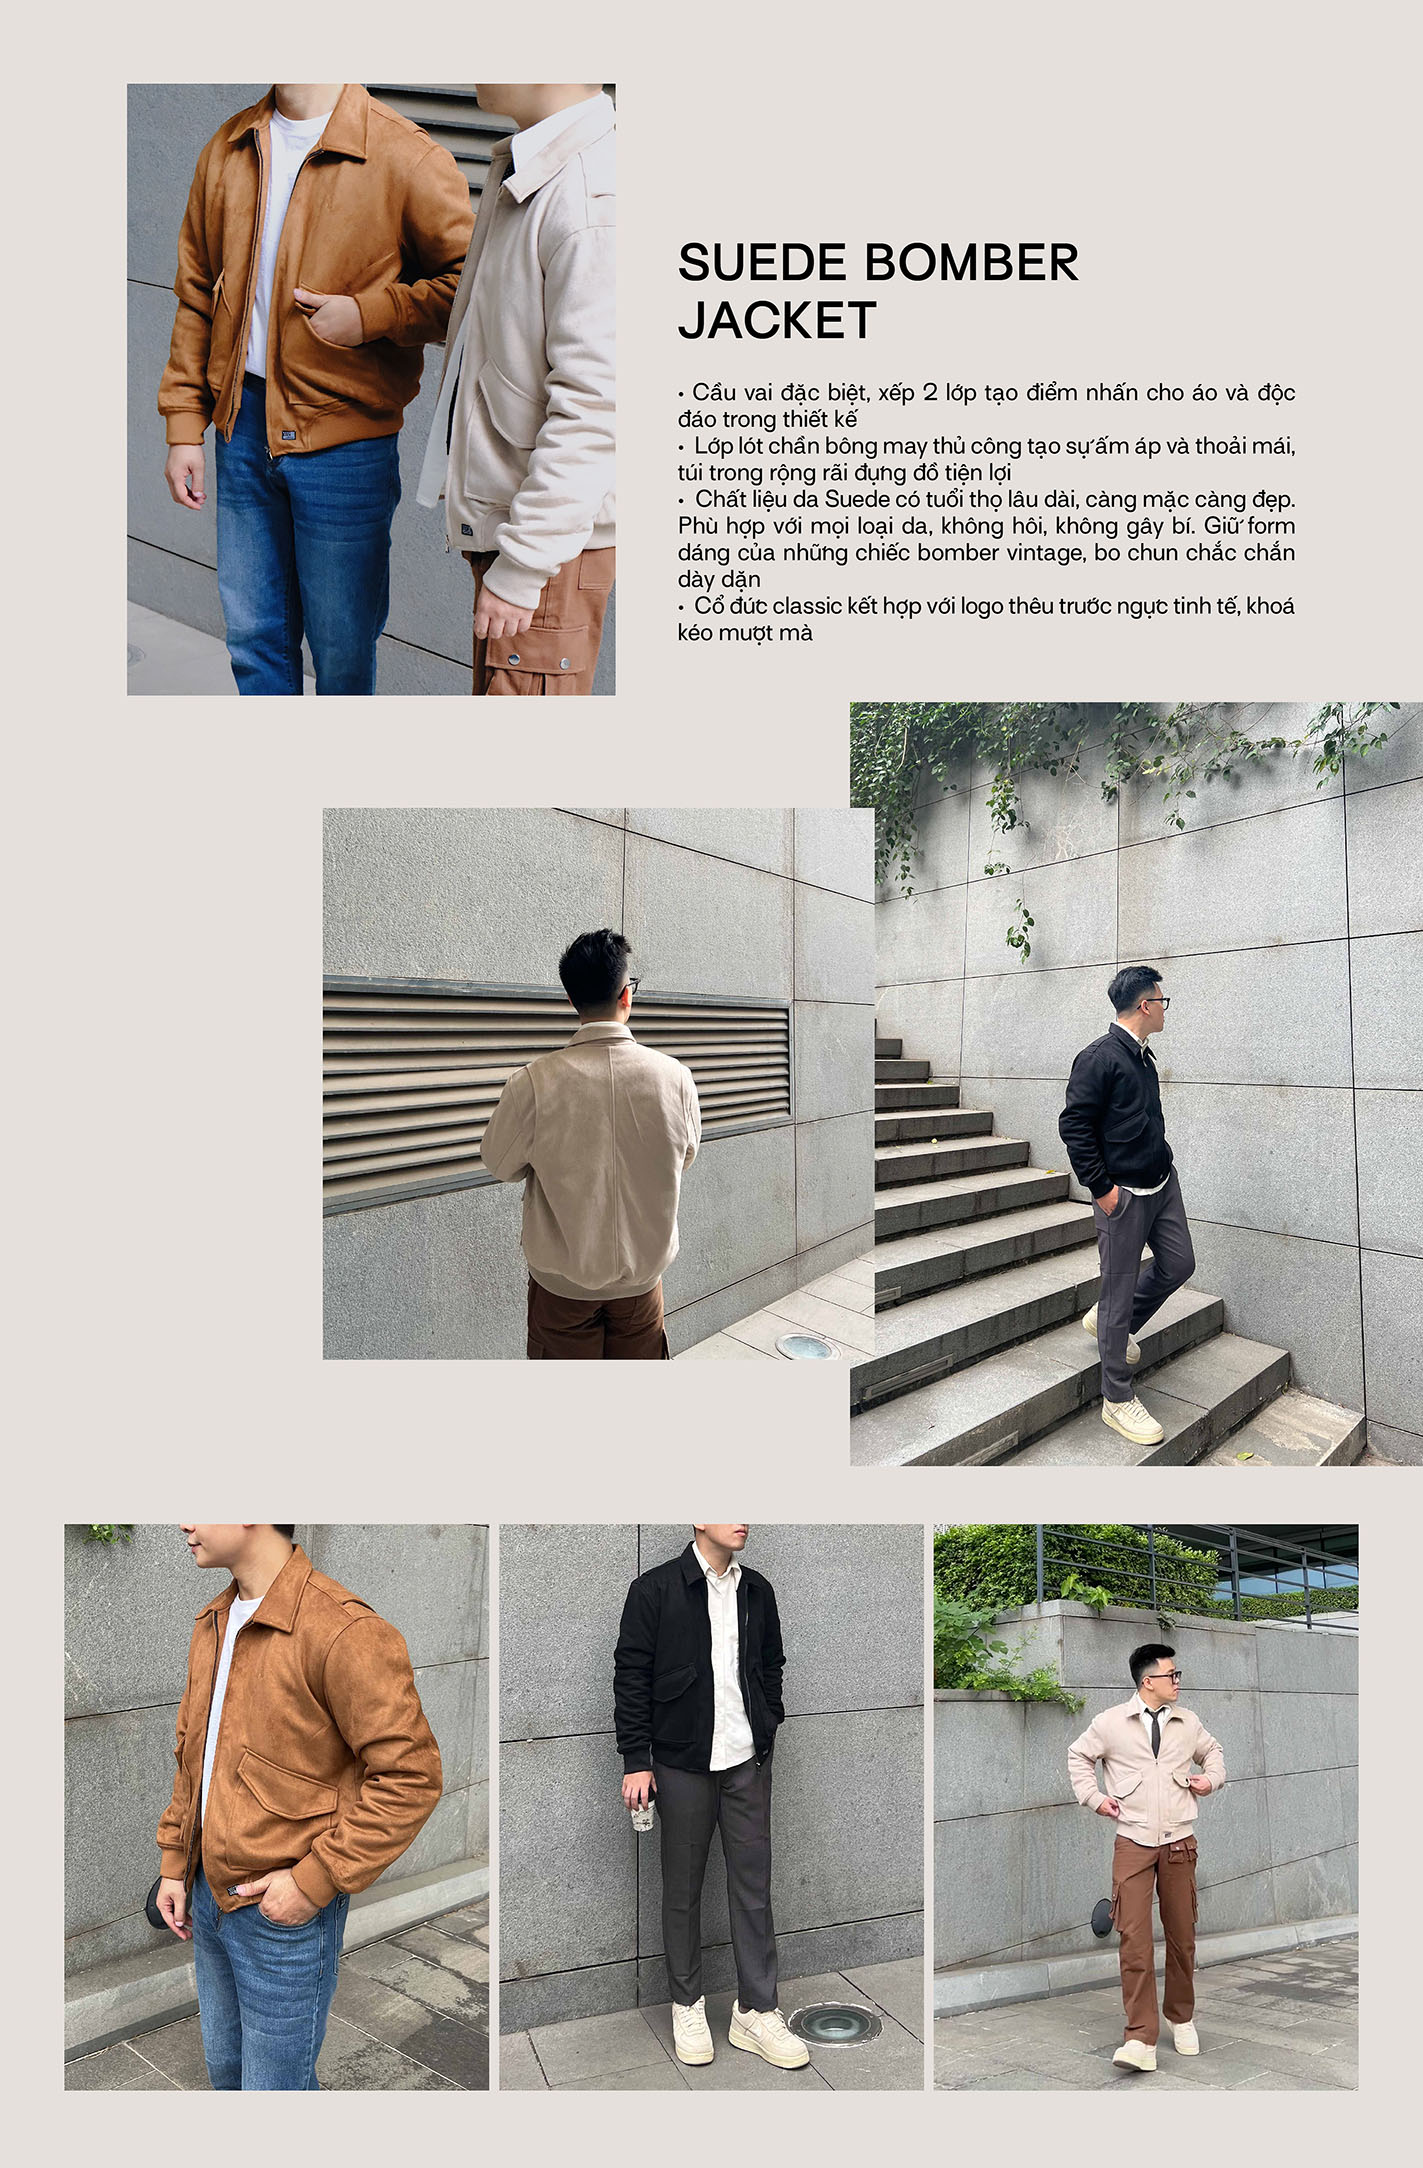 SUEDE BOMBER
JACKET
• Cầu vai đặc biệt, xếp 2 lớp tạo điểm nhấn cho áo và độc
đáo trong thiết kế
• Lớp lót chần bông may thủ công tạo sự ấm áp và thoải mái,
túi trong rộng rãi đựng đồ tiện lợi
• Chất liệu da Suede có tuổi thọ lâu dài, càng mặc càng đẹp.
Phù hợp với mọi loại da, không hôi, không gây bí. Giữ form
dáng của những chiếc bomber vintage, bo chun chắc chắn
dày dặn
• Cổ đức classic kết hợp với logo thêu trước ngực tinh tế, khoá
kéo mượt mà